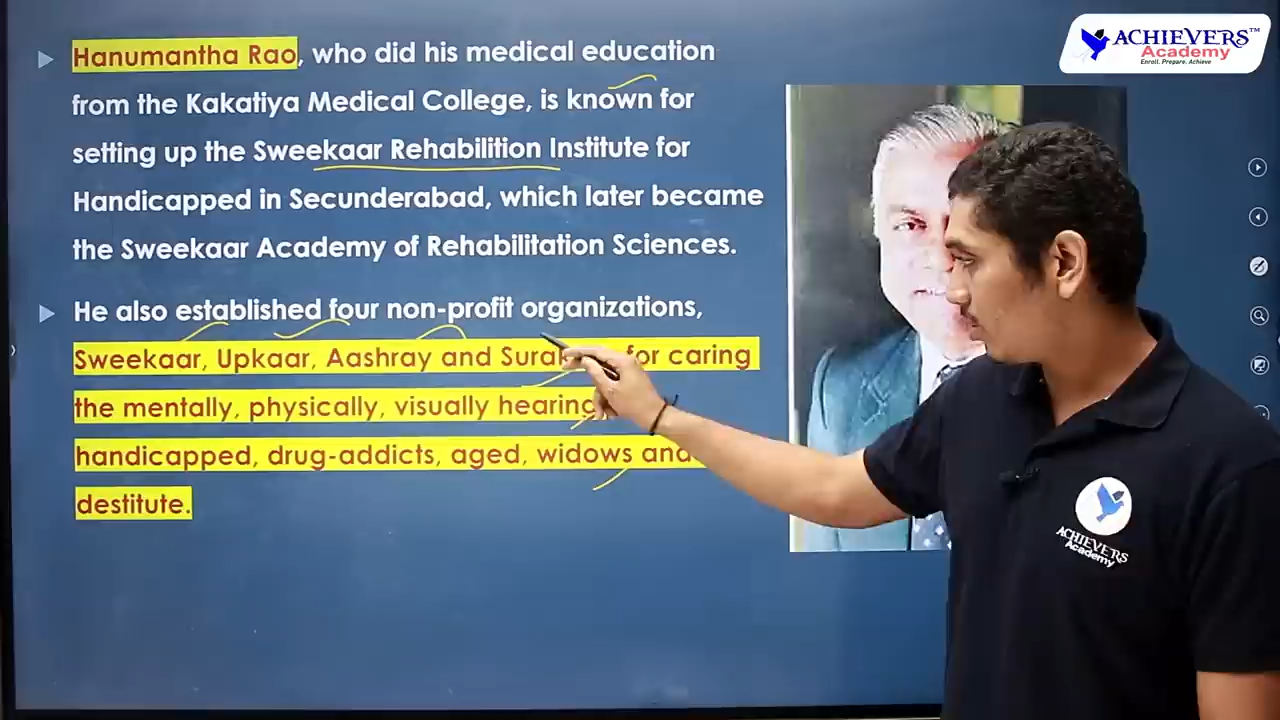 Hanumantha Rao, who did his medical education
from the Kakatiya Medical College, is known for
setting up the Sweekaar Rehabilition Institute for
Handicapped in Secunderabad, which later became
the Sweekaar Academy of Rehabilitation Sciences.
He also established four non-profit organizations,
Sweekaar, Upkaar, Aashray and for caring
the mentally, physically, visually hearing
handicapped, drug-addicts, aged, widows and
destitute.
ACHIEVERS™
Academy
Enroll. Prepare. Achieve
ACHIEVERS
Academy